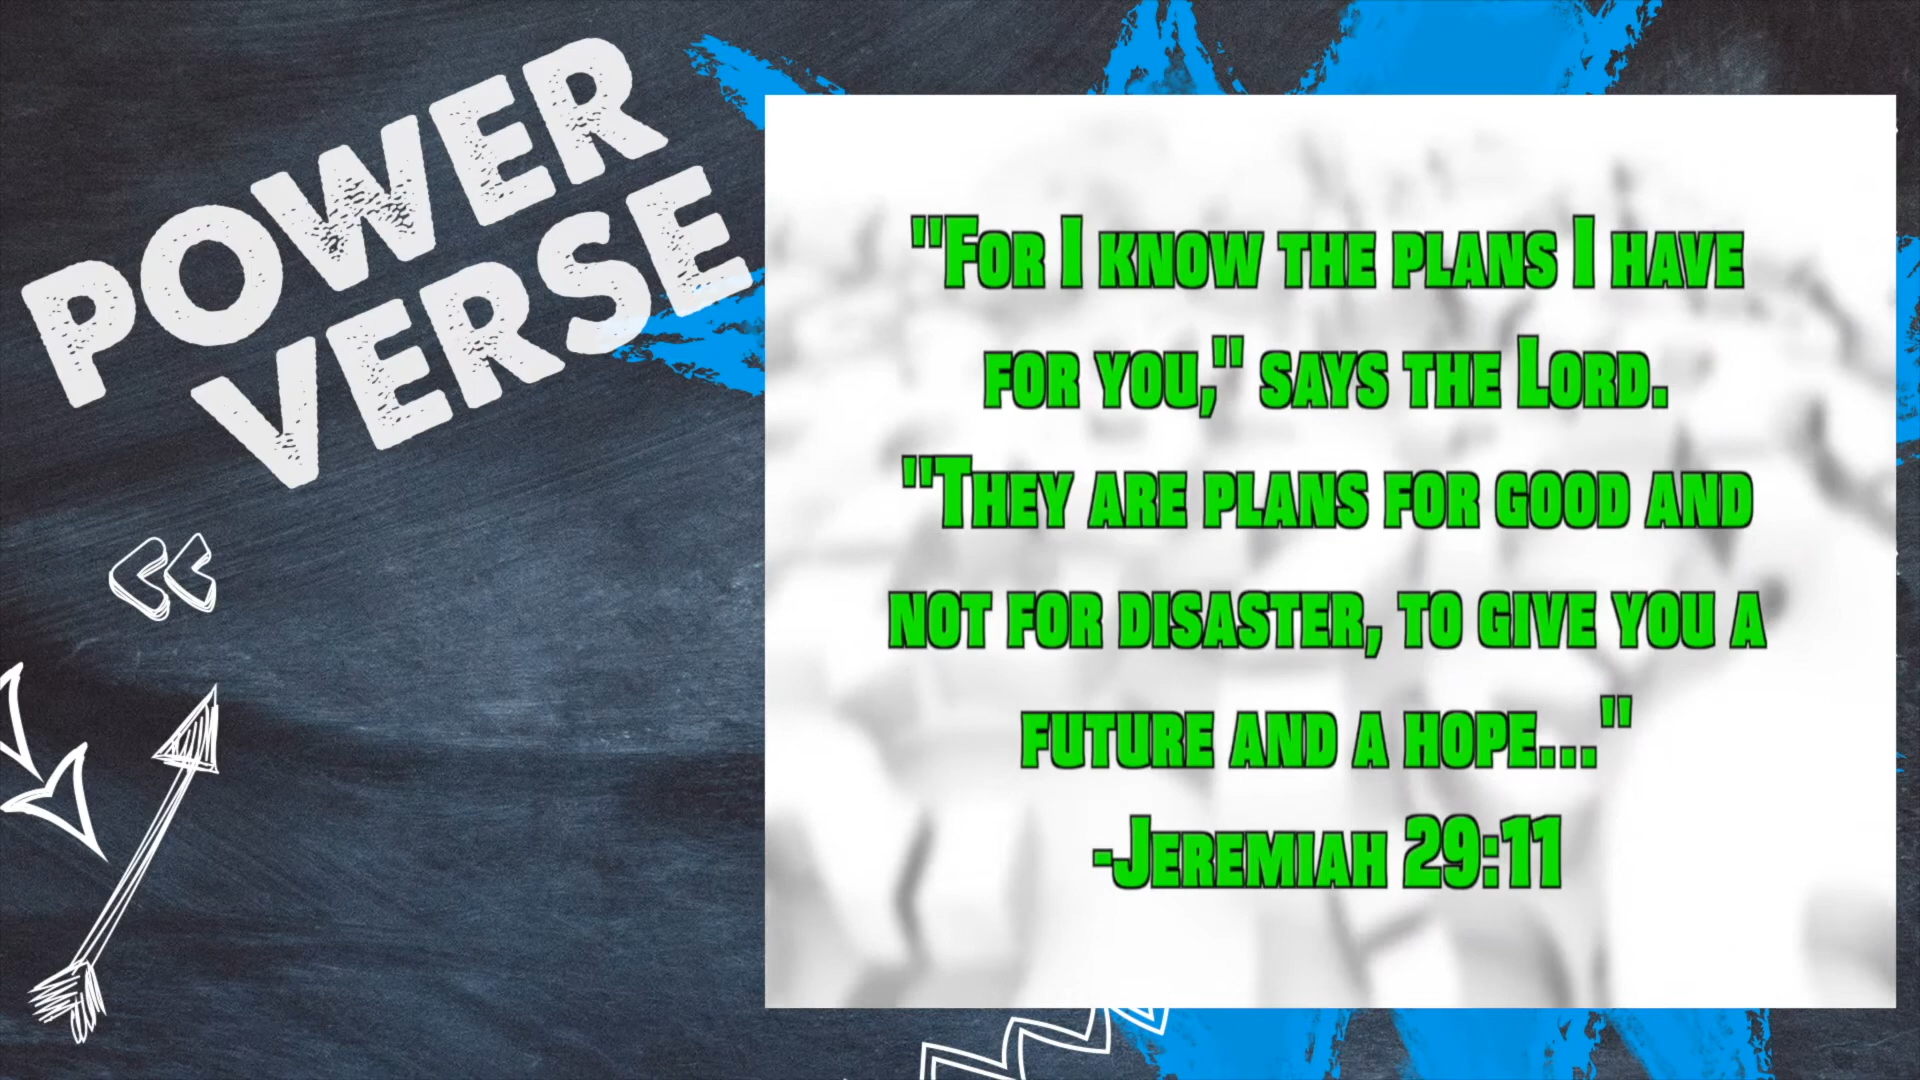 POWER
VERSE
"For I know the plans I have
for you," says the Lord.
"They are plans for good and
not for disaster, to give you a
future and a hope..."
-Jeremiah 29:11